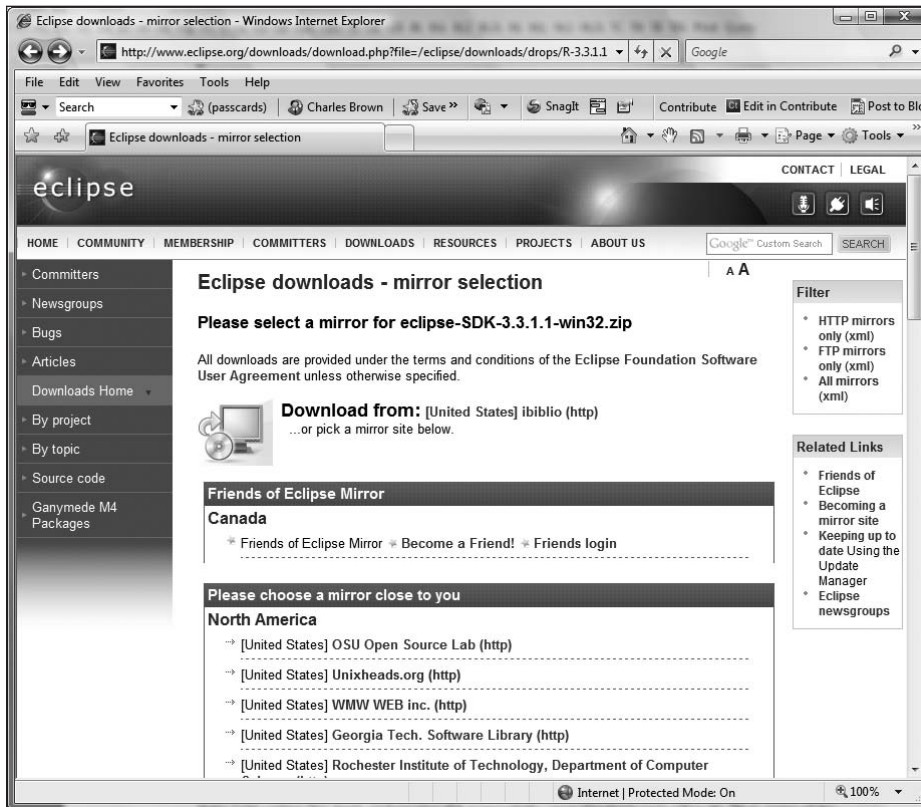 Eclipse downloads - mirror selection - Windows Internet Explorer
http://www.eclipse.org/downloads/download.php?file=/eclipse/downloads/drops/R-3.3.1.1
Google
File Edit View Favorites Tools Help
Search
(passcards)
Charles Brown
Save »
SnagIt
Contribute
Edit in Contribute
Post to Blo
Eclipse downloads - mirror selection
Page
Tools
»
CONTACT | LEGAL
eclipse
HOME | COMMUNITY | MEMBERSHIP | COMMITTERS | DOWNLOADS | RESOURCES | PROJECTS | ABOUT US
Google™ Custom Search
SEARCH
A A
Committers
Newsgroups
Bugs
Articles
Downloads Home
By project
By topic
Source code
Ganymede M4
Packages
Eclipse downloads - mirror selection
Please select a mirror for eclipse-SDK-3.3.1.1-win32.zip
All downloads are provided under the terms and conditions of the Eclipse Foundation Software
User Agreement unless otherwise specified.
Download from: [United States] ibiblio (http)
...or pick a mirror site below.
Friends of Eclipse Mirror
Canada
Friends of Eclipse Mirror Become a Friend! Friends login
Please choose a mirror close to you
North America
[United States] OSU Open Source Lab (http)
[United States] Unixheads.org (http)
[United States] WMW WEB inc. (http)
[United States] Georgia Tech. Software Library (http)
[United States] Rochester Institute of Technology, Department of Computer
Filter
HTTP mirrors
only (xml)
FTP mirrors
only (xml)
All mirrors
(xml)
Related Links
Friends of
Eclipse
Becoming a
mirror site
Keeping up to
date Using the
Update
Manager
Eclipse
newsgroups
Internet | Protected Mode: On
100%